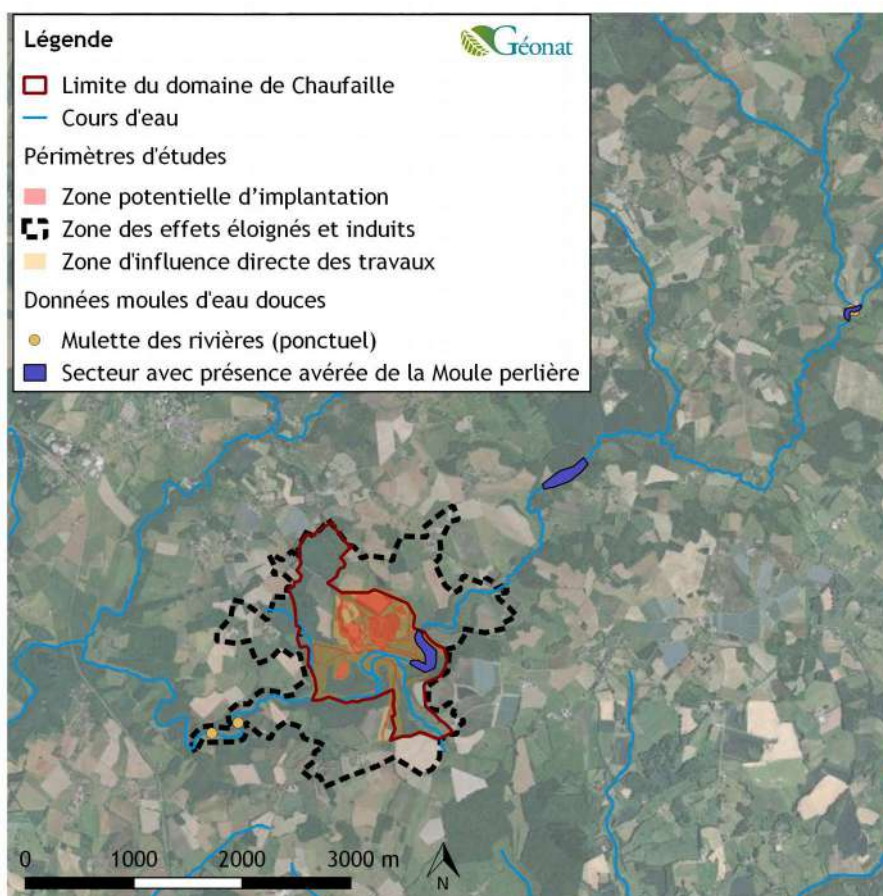 Légende
Géonat
Limite du domaine de Chaufaille
Cours d'eau
Périmètres d'études
Zone potentielle d’implantation
Zone des effets éloignés et induits
Zone d'influence directe des travaux
Données moules d'eau douces
Mulette des rivières (ponctuel)
Secteur avec présence avérée de la Moule perlière
0 1000 2000 3000 m
N